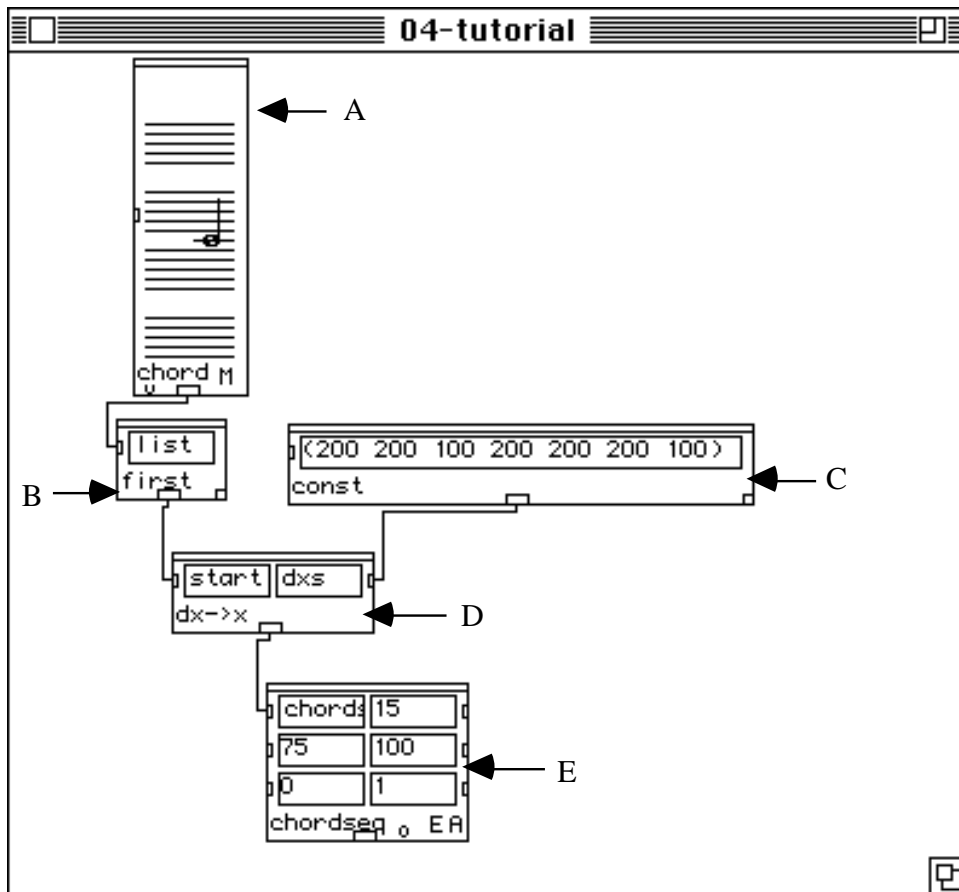 04-tutorial
A
chord M
v
list
first
B
(200 200 100 200 200 200 100)
const
C
start dxs
dx->x
D
chords 15
75 100
0 1
chordseq o EA
E